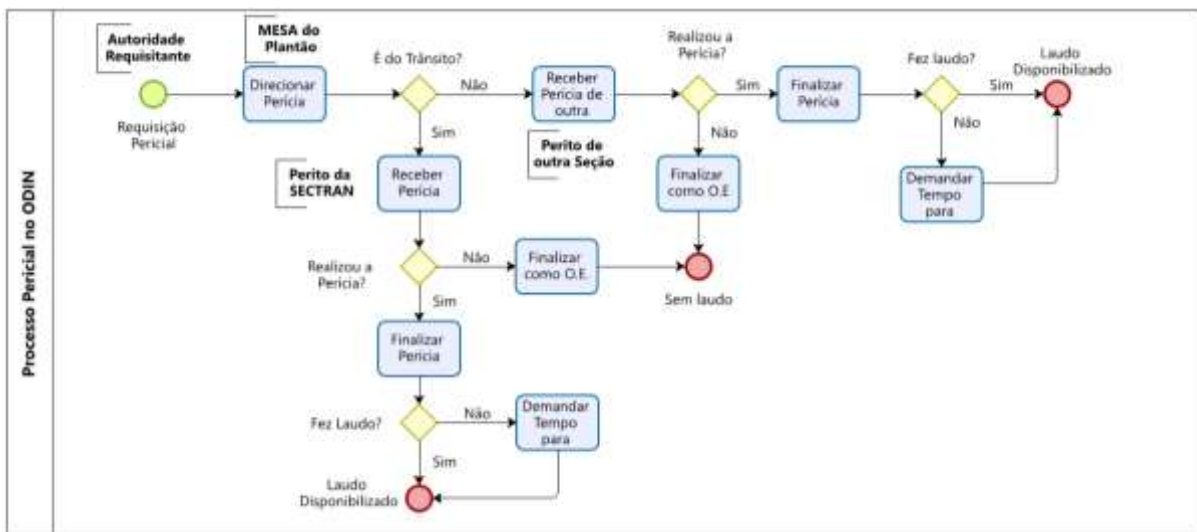 Processo Pericial no ODIN
Autoridade
Requisitante
Requisição
Pericial
MESA do
Plantão
Direcionar
Perícia
É do Trânsito?
Não
Sim
Receber
Perícia de
outra
Perito de
outra Seção
Realizou a
Perícia?
Sim
Não
Finalizar
Perícia
Fez laudo?
Sim
Não
Laudo
Disponibilizado
Demandar
Tempo
para
Finalizar
como O.E
Sem laudo
Perito da
SECTRAN
Receber
Perícia
Realizou a
Perícia?
Não
Sim
Finalizar
como O.E
Finalizar
Perícia
Fez Laudo?
Não
Sim
Demandar
Tempo
para
Laudo
Disponibilizado